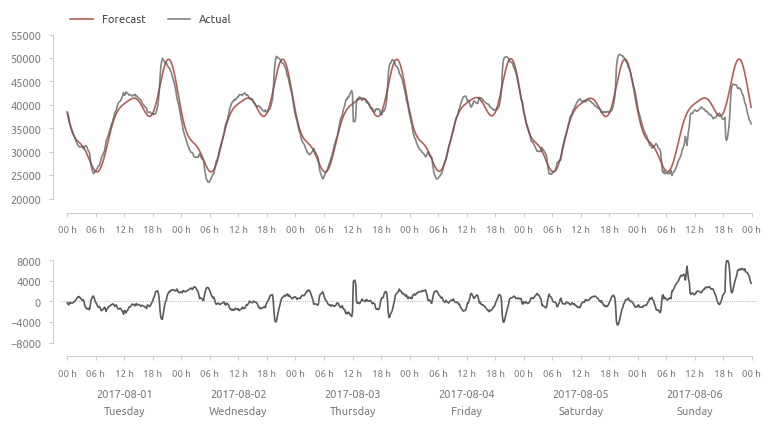 Forecast Actual
55000
50000
45000
40000
35000
30000
25000
20000
00 h 06 h 12 h 18 h 00 h 06 h 12 h 18 h 00 h 06 h 12 h 18 h 00 h 06 h 12 h 18 h 00 h 06 h 12 h 18 h 00 h 06 h 12 h 18 h 00 h
8000
4000
0
−4000
−8000
00 h 06 h 12 h 18 h 00 h 06 h 12 h 18 h 00 h 06 h 12 h 18 h 00 h 06 h 12 h 18 h 00 h 06 h 12 h 18 h 00 h 06 h 12 h 18 h 00 h
2017-08-01 2017-08-02 2017-08-03 2017-08-04 2017-08-05 2017-08-06
Tuesday Wednesday Thursday Friday Saturday Sunday